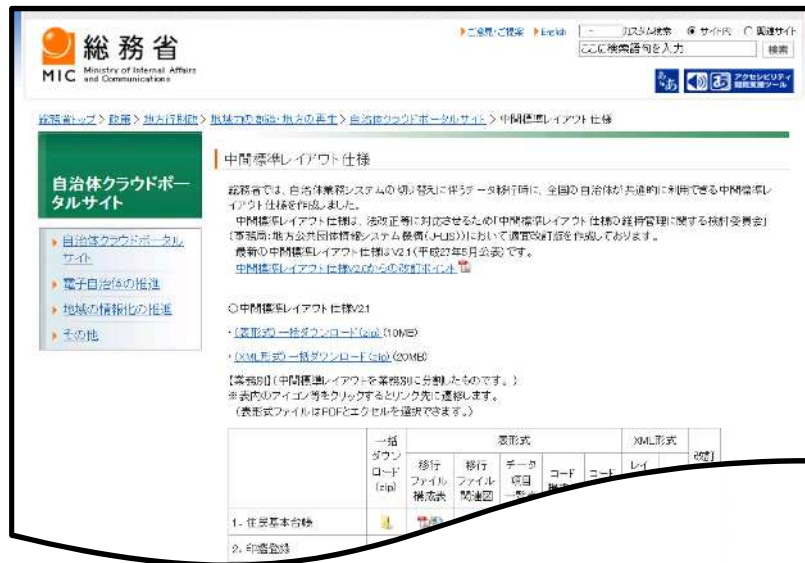 総務省
MIC Ministry of Internal Affairs and Communications
ご意見・ご提案 English カスタム検索 サイト内 関連サイト
ここに検索語句を入力 検索
アクセシビリティ閲覧支援ツール
総務省トップ > 政策 > 地方行財政 > 地域力の創造・地方の再生 > 自治体クラウドポータルサイト > 中間標準レイアウト仕様
自治体クラウドポータルサイト
自治体クラウドポータルサイト
電子自治体の推進
地域の情報化の推進
その他
中間標準レイアウト仕様
総務省では、自治体業務システムの切り替えに伴うデータ移行時に、全国の自治体が共通的に利用できる中間標準レ
イアウト仕様を作成しました。
中間標準レイアウト仕様は、法改正等に対応させるため「中間標準レイアウト仕様の維持管理に関する検討委員会」
(事務局:地方公共団体情報システム機構(J-LIS))において適宜改訂版を作成しております。
最新の中間標準レイアウト仕様はV2.1(平成27年5月公表)です。
中間標準レイアウト仕様V2.0からの改訂ポイント
○中間標準レイアウト仕様V2.1
・(表形式)一括ダウンロード(zip)(10MB)
・(XML形式)一括ダウンロード(zip)(20MB)
【業務別】(中間標準レイアウトを業務別に分割したものです。)
※表内のアイコン等をクリックするとリンク先に遷移します。
(表形式ファイルはPDFとエクセルを選択できます。)
一括ダウンロード(zip) 表形式 XML形式 改訂
移行ファイル構成表 移行ファイル関連図 データ項目一覧 コード コード レイ
1. 住民基本台帳
2. 印鑑登録